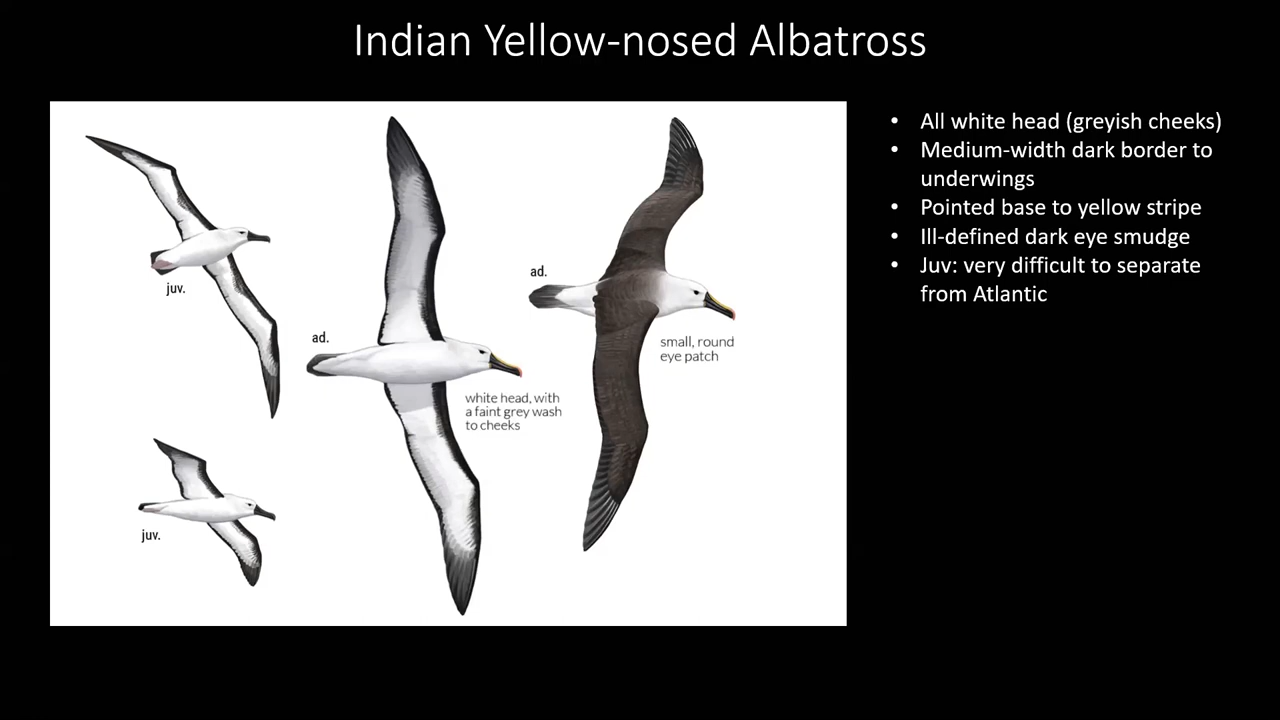 Indian Yellow-nosed Albatross
juv.
ad.
white head, with
a faint grey wash
to cheeks
ad.
small, round
eye patch
juv.
• All white head (greyish cheeks)
• Medium-width dark border to
underwings
• Pointed base to yellow stripe
• Ill-defined dark eye smudge
• Juv: very difficult to separate
from Atlantic